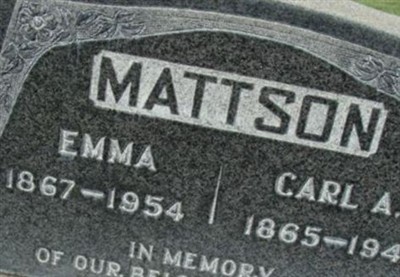 MATTSON
EMMA
1867-1954
CARL A.
1865-194
IN MEMORY
OF OUR